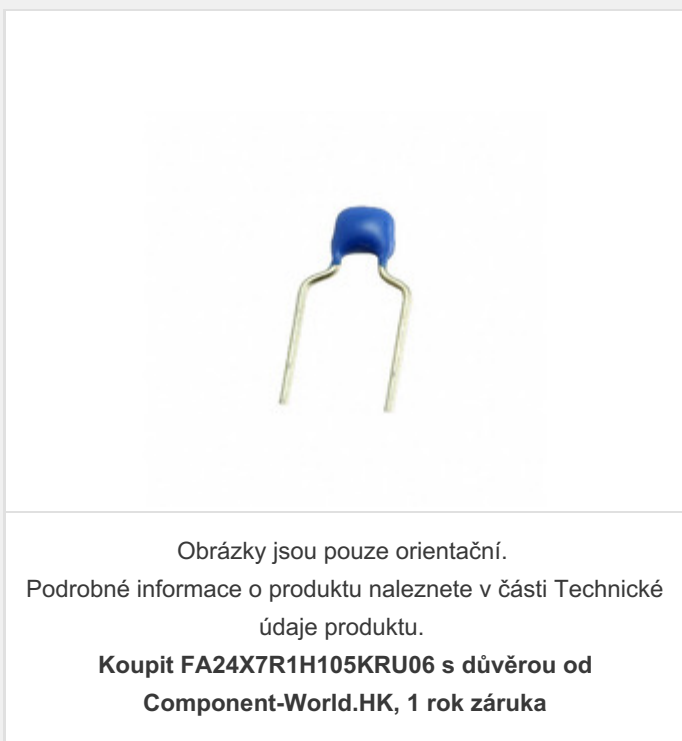 Obrázky jsou pouze orientační.
Podrobné informace o produktu naleznete v části Technické
údaje produktu.
Koupit FA24X7R1H105KRU06 s důvěrou od
Component-World.HK, 1 rok záruka